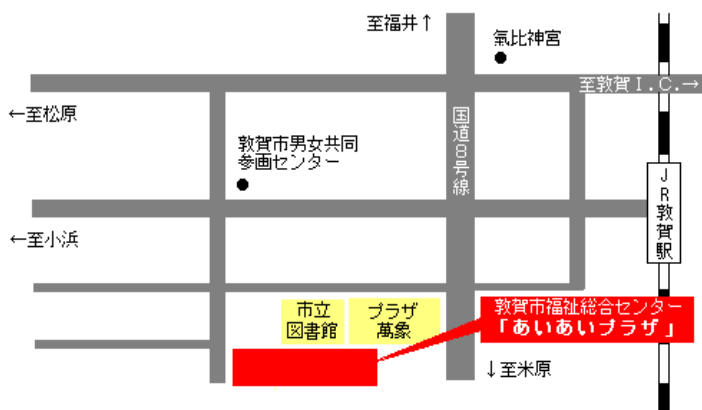 至福井↑
氣比神宮
至敦賀I.C.→
←至松原
国道8号線
敦賀市男女共同
参画センター
JR敦賀駅
←至小浜
市立
図書館
プラザ
萬象
敦賀市福祉総合センター
「あいあいプラザ」
↓至米原